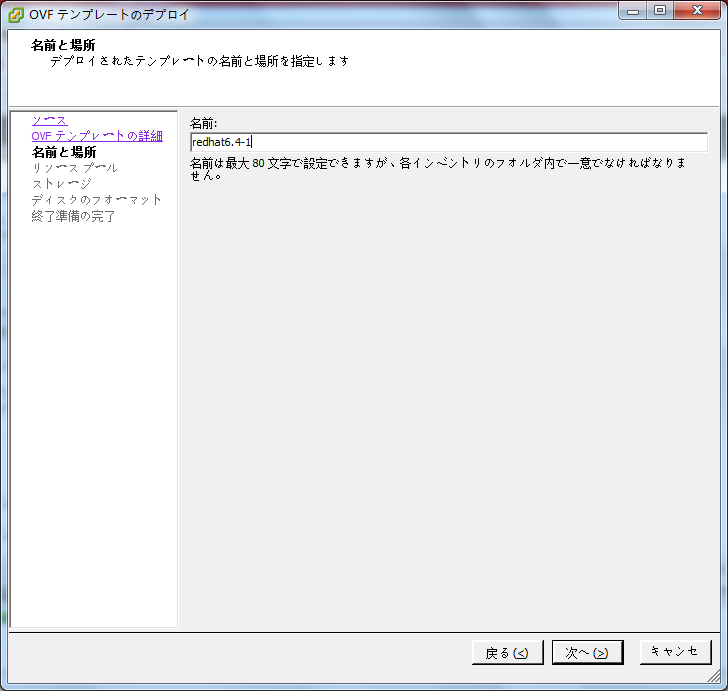 OVF テンプレートのデプロイ
名前と場所
デプロイされたテンプレートの名前と場所を指定します
ソース
OVF テンプレートの詳細
名前と場所
リソース プール
ストレージ
ディスクのフォーマット
終了準備の完了
名前:
redhat6.4-1
名前は最大 80 文字で設定できますが、各インベントリのフォルダ内で一意でなければなりま
せん。
戻る(<) 次へ(>) キャンセ